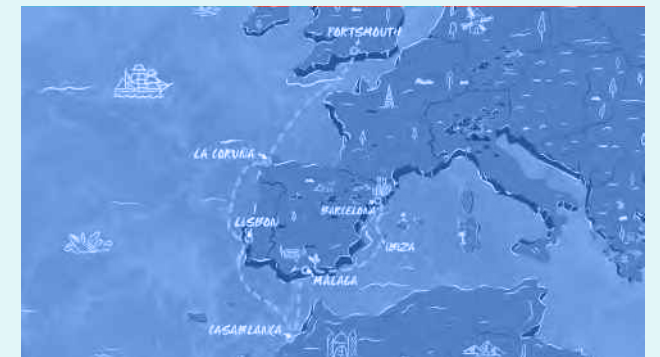 PORTSMOUTH
LA CORUNA
BARCELONA
LISBON
IBIZA
MALAGA
CASABLANCA